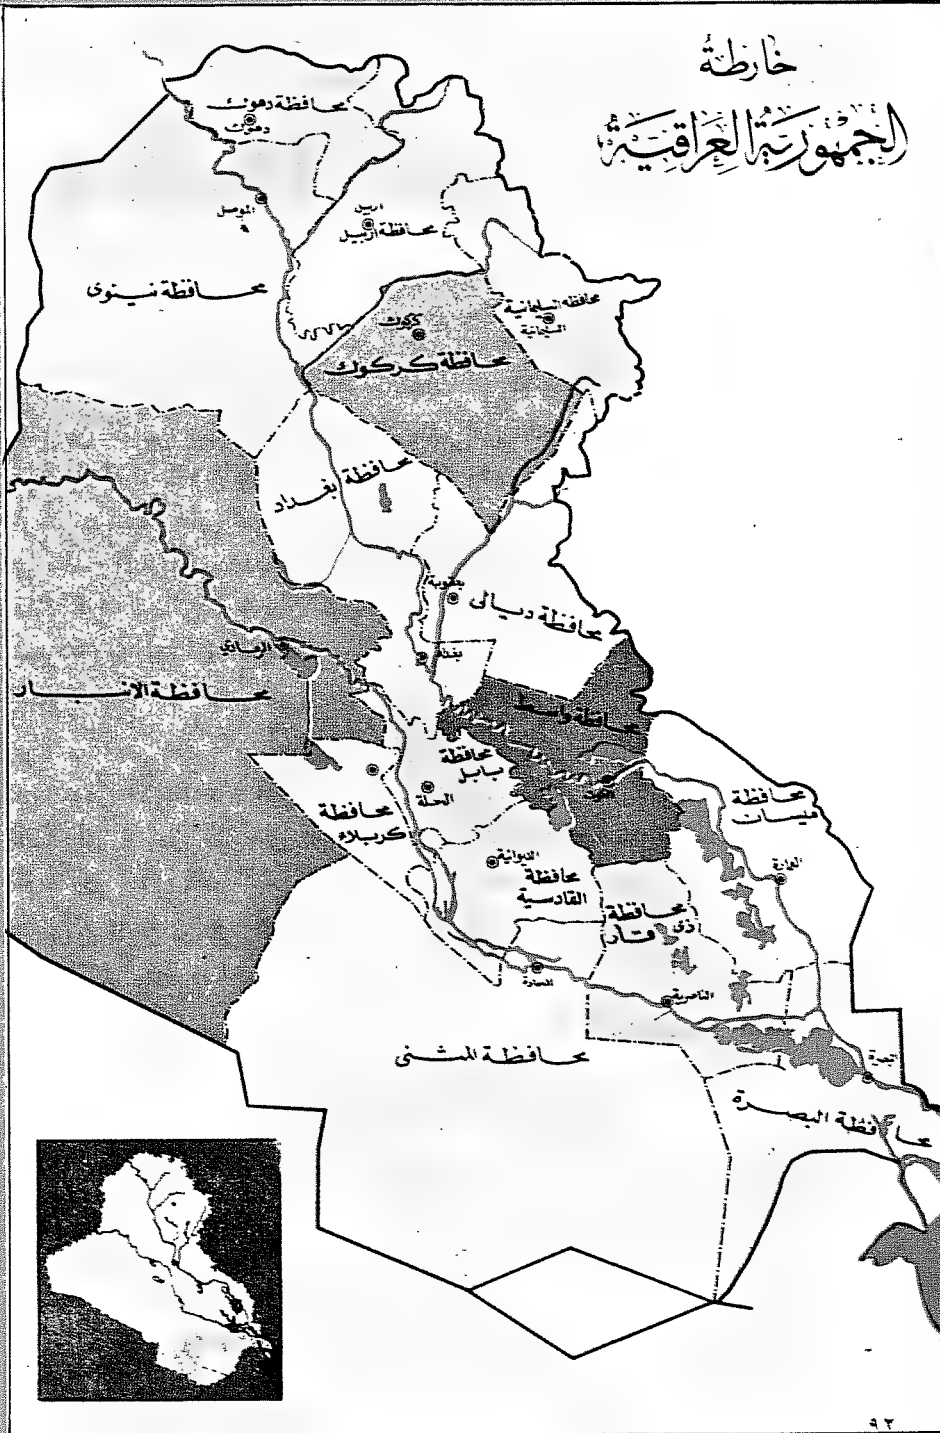 خارطة
الجمهورية العراقية
محافظة دهوك
دهوك
الموصل
اربيل
محافظة اربيل
محافظة نينوى
محافظة السليمانية
السليمانية
كركوك
محافظة كركوك
محافظة بغداد
بعقوبة
محافظة ديالى
بغداد
الرمادي
محافظة الانبار
محافظة واسط
محافظة
بابل
الحلة
الكوت
محافظة
ميسان
محافظة
كربلاء
الديوانية
محافظة
القادسية
العمارة
محافظة
ذي قار
السماوة
الناصرية
محافظة المثنى
البصرة
محافظة البصرة
٩٢